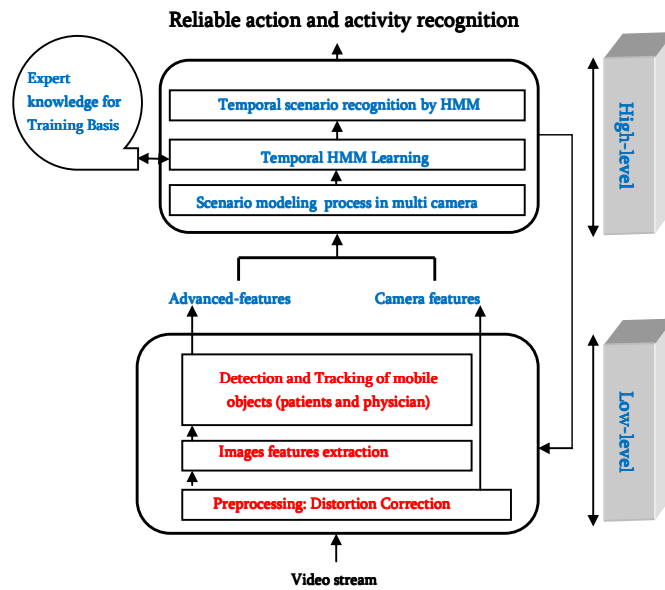 Reliable action and activity recognition
Expert
knowledge for
Training Basis
Temporal scenario recognition by HMM
Temporal HMM Learning
Scenario modeling process in multi camera
High-level
Advanced-features
Camera features
Detection and Tracking of mobile
objects (patients and physician)
Images features extraction
Preprocessing: Distortion Correction
Low-level
Video stream